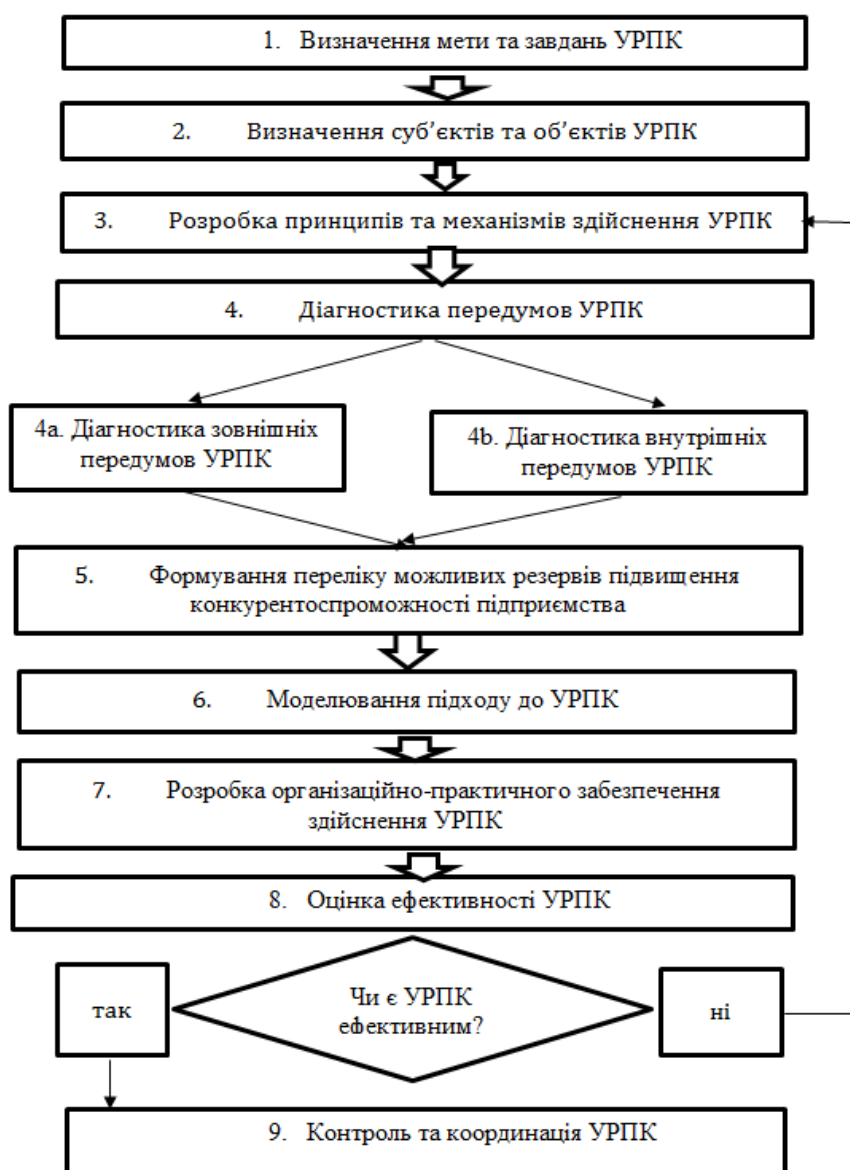 1. Визначення мети та завдань УРПК
2. Визначення суб’єктів та об’єктів УРПК
3. Розробка принципів та механізмів здійснення УРПК
4. Діагностика передумов УРПК
4a. Діагностика зовнішніх
передумов УРПК
4b. Діагностика внутрішніх
передумов УРПК
5. Формування переліку можливих резервів підвищення
конкурентоспроможності підприємства
6. Моделювання підходу до УРПК
7. Розробка організаційно-практичного забезпечення
здійснення УРПК
8. Оцінка ефективності УРПК
так
Чи є УРПК
ефективним?
ні
9. Контроль та координація УРПК